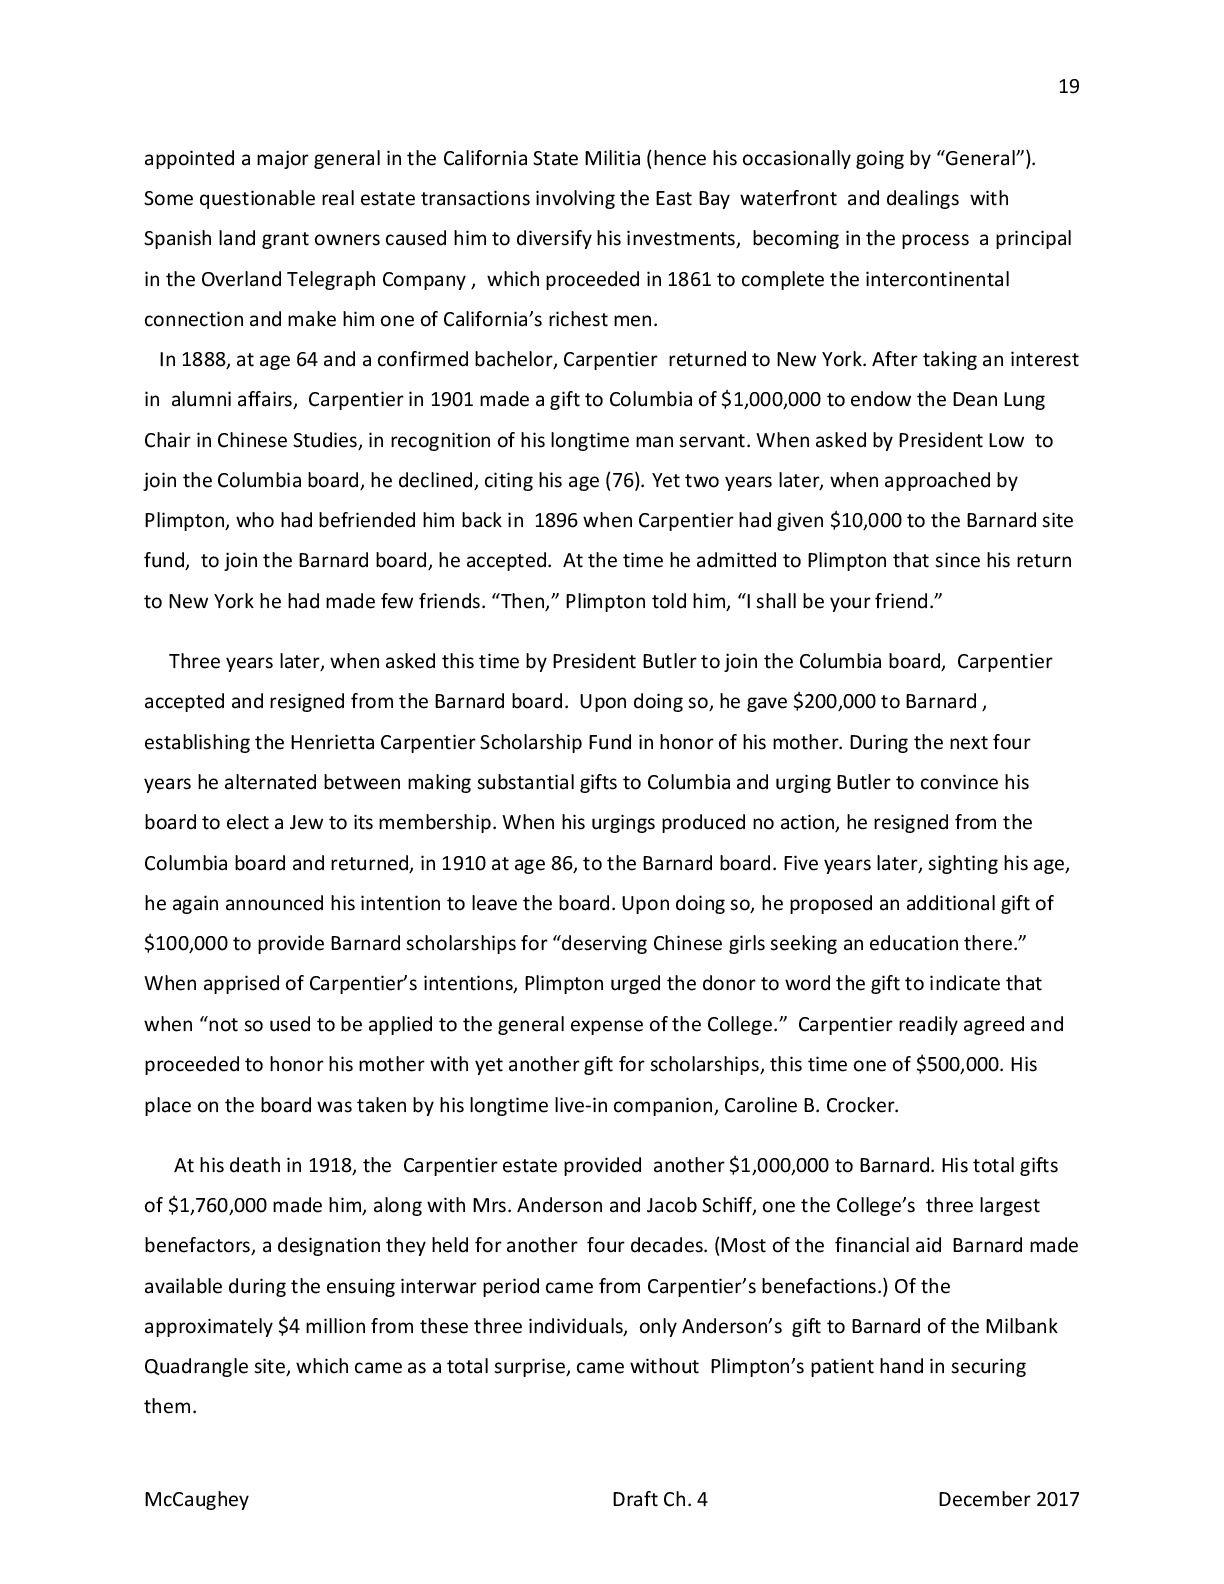 19
appointed a major general in the California State Militia (hence his occasionally going by “General”).
Some questionable real estate transactions involving the East Bay waterfront and dealings with
Spanish land grant owners caused him to diversify his investments, becoming in the process a principal
in the Overland Telegraph Company , which proceeded in 1861 to complete the intercontinental
connection and make him one of California’s richest men.
In 1888, at age 64 and a confirmed bachelor, Carpentier returned to New York. After taking an interest
in alumni affairs, Carpentier in 1901 made a gift to Columbia of $1,000,000 to endow the Dean Lung
Chair in Chinese Studies, in recognition of his longtime man servant. When asked by President Low to
join the Columbia board, he declined, citing his age (76). Yet two years later, when approached by
Plimpton, who had befriended him back in 1896 when Carpentier had given $10,000 to the Barnard site
fund, to join the Barnard board, he accepted. At the time he admitted to Plimpton that since his return
to New York he had made few friends. “Then,” Plimpton told him, “I shall be your friend.”
Three years later, when asked this time by President Butler to join the Columbia board, Carpentier
accepted and resigned from the Barnard board. Upon doing so, he gave $200,000 to Barnard ,
establishing the Henrietta Carpentier Scholarship Fund in honor of his mother. During the next four
years he alternated between making substantial gifts to Columbia and urging Butler to convince his
board to elect a Jew to its membership. When his urgings produced no action, he resigned from the
Columbia board and returned, in 1910 at age 86, to the Barnard board. Five years later, sighting his age,
he again announced his intention to leave the board. Upon doing so, he proposed an additional gift of
$100,000 to provide Barnard scholarships for “deserving Chinese girls seeking an education there.”
When apprised of Carpentier’s intentions, Plimpton urged the donor to word the gift to indicate that
when “not so used to be applied to the general expense of the College.” Carpentier readily agreed and
proceeded to honor his mother with yet another gift for scholarships, this time one of $500,000. His
place on the board was taken by his longtime live-in companion, Caroline B. Crocker.
At his death in 1918, the Carpentier estate provided another $1,000,000 to Barnard. His total gifts
of $1,760,000 made him, along with Mrs. Anderson and Jacob Schiff, one the College’s three largest
benefactors, a designation they held for another four decades. (Most of the financial aid Barnard made
available during the ensuing interwar period came from Carpentier’s benefactions.) Of the
approximately $4 million from these three individuals, only Anderson’s gift to Barnard of the Milbank
Quadrangle site, which came as a total surprise, came without Plimpton’s patient hand in securing
them.
McCaughey Draft Ch. 4 December 2017